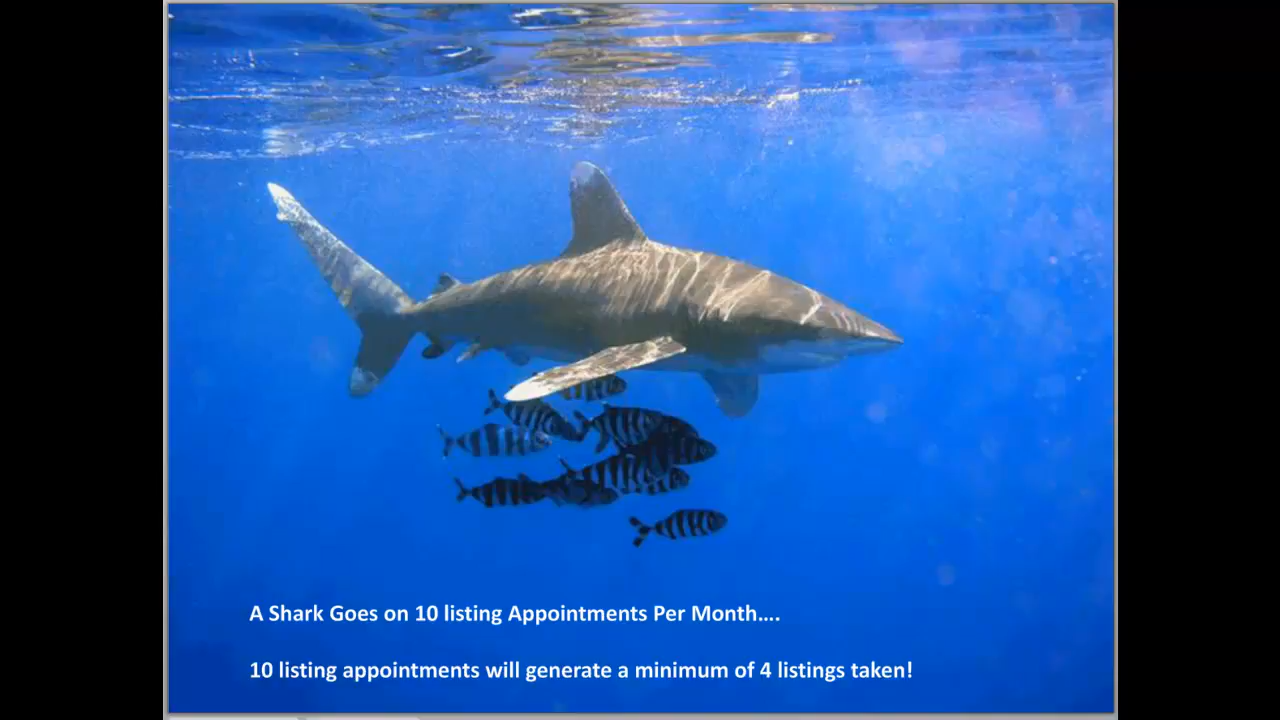 A Shark Goes on 10 listing Appointments Per Month....
10 listing appointments will generate a minimum of 4 listings taken!